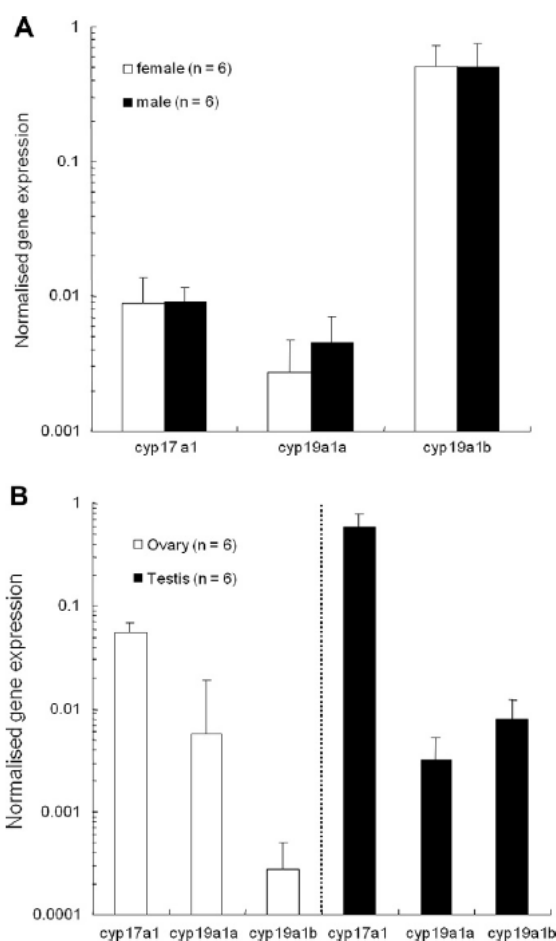 A
1
female (n = 6)
male (n = 6)
0.1
Normalised gene expression
0.01
0.001
cyp17a1 cyp19a1a cyp19a1b
B
1
Ovary (n = 6)
Testis (n = 6)
0.1
Normalised gene expression
0.01
0.001
0.0001
cyp17a1 cyp19a1a cyp19a1b cyp17a1 cyp19a1a cyp19a1b